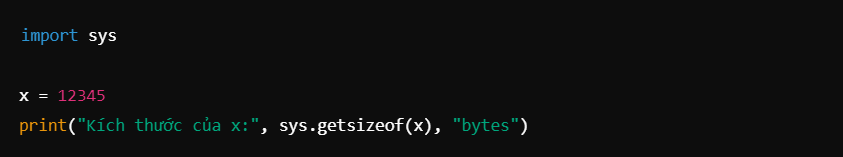 import sys
x = 12345
print("Kích thước của x:", sys.getsizeof(x), "bytes")